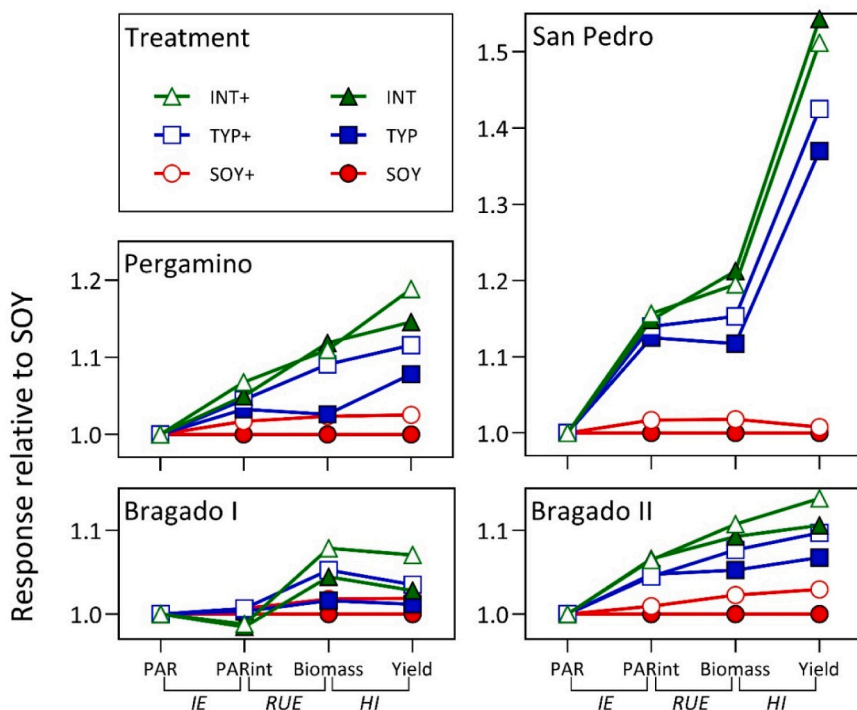 Treatment
INT+ INT
TYP+ TYP
SOY+ SOY
San Pedro
1.5
1.4
1.3
1.2
1.1
1.0
Pergamino
1.2
1.1
1.0
Response relative to SOY
Bragado I
1.1
1.0
PAR PARint Biomass Yield
IE RUE HI
Bragado II
1.1
1.0
PAR PARint Biomass Yield
IE RUE HI